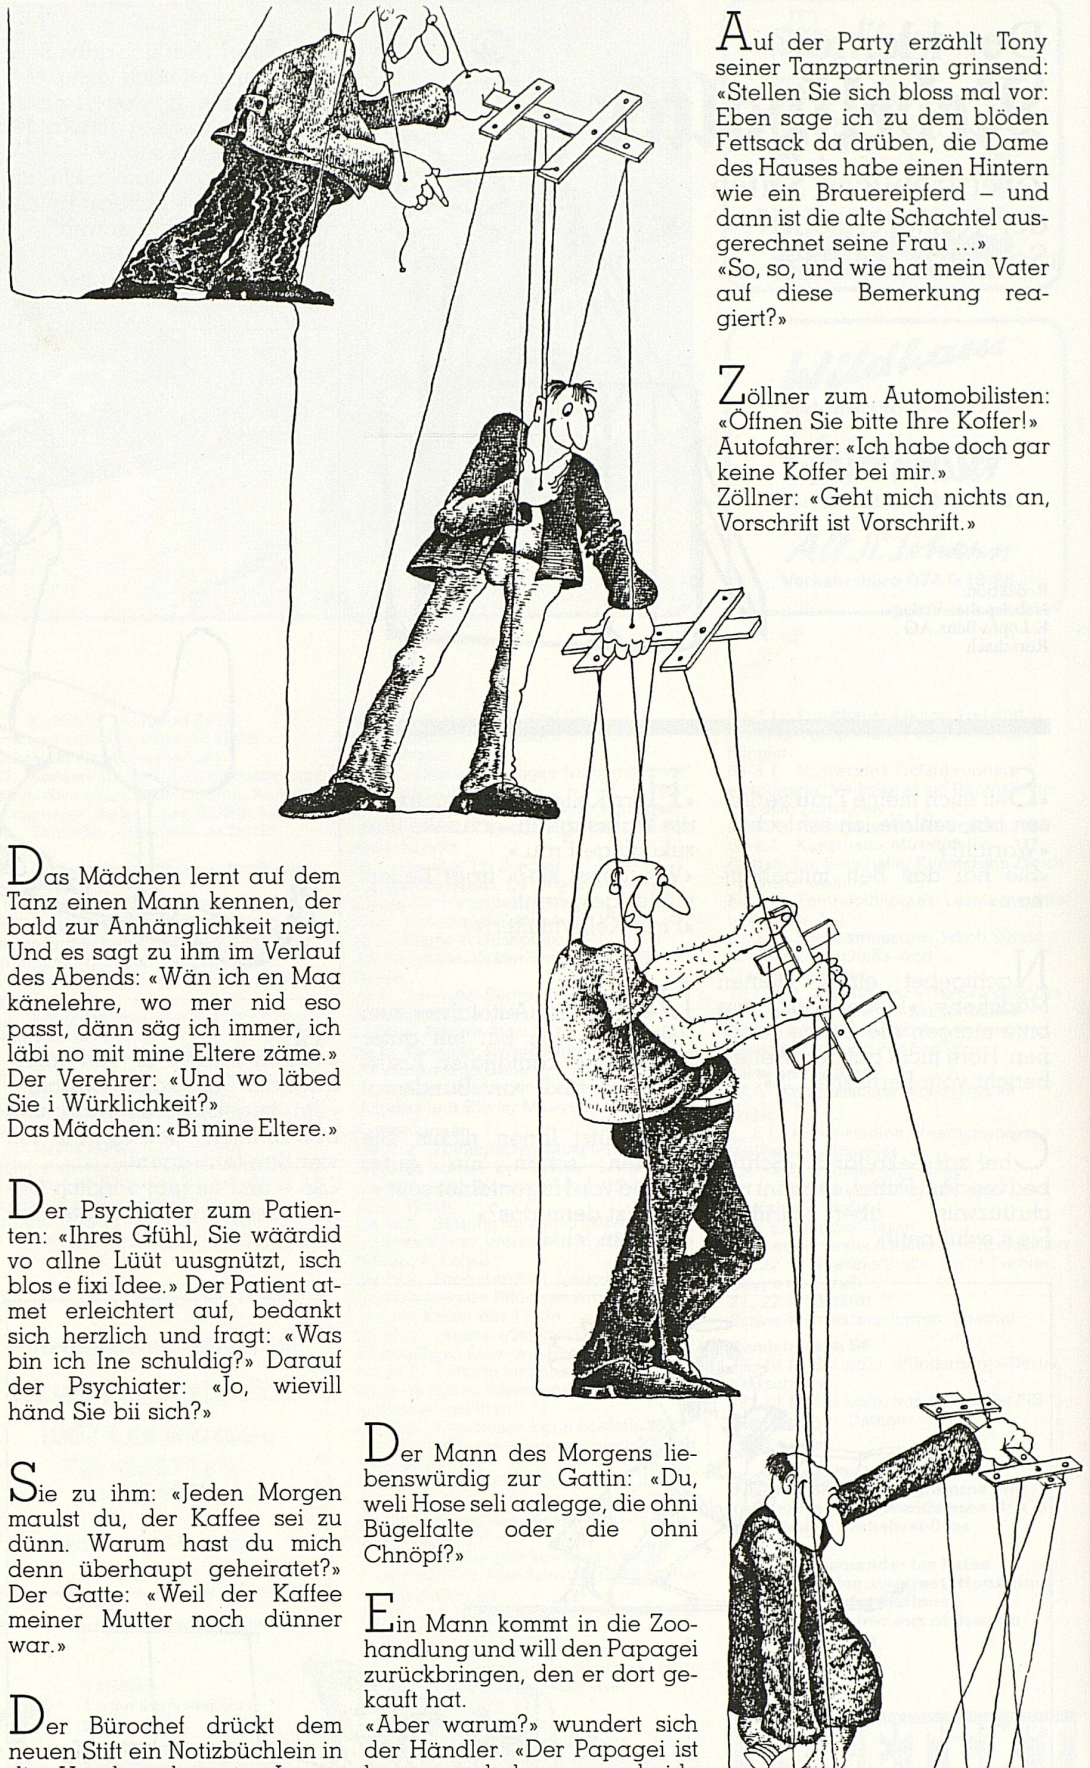 Das Mädchen lernt auf dem
Tanz einen Mann kennen, der
bald zur Anhänglichkeit neigt.
Und es sagt zu ihm im Verlauf
des Abends: «Wän ich en Maa
känelehre, wo mer nid eso
passt, dänn säg ich immer, ich
läbi no mit mine Eltere zäme.»
Der Verehrer: «Und wo läbed
Sie i Würklichkeit?»
Das Mädchen: «Bi mine Eltere.»

Der Psychiater zum Patien-
ten: «Ihres Gfühl, Sie wäärdid
vo allne Lüüt uusgnützt, isch
blos e fixi Idee.» Der Patient at-
met erleichtert auf, bedankt
sich herzlich und fragt: «Was
bin ich Ine schuldig?» Darauf
der Psychiater: «Jo, wievill
händ Sie bii sich?»

Sie zu ihm: «Jeden Morgen
maulst du, der Kaffee sei zu
dünn. Warum hast du mich
denn überhaupt geheiratet?»
Der Gatte: «Weil der Kaffee
meiner Mutter noch dünner
war.»

Der Bürochef drückt dem
neuen Stift ein Notizbüchlein in

Der Mann des Morgens lie-
benswürdig zur Gattin: «Du,
weli Hose seli aalegge, die ohni
Bügelfalte oder die ohni
Chnöpf?»

Ein Mann kommt in die Zoo-
handlung und will den Papagei
zurückbringen, den er dort ge-
kauft hat.
«Aber warum?» wundert sich
der Händler. «Der Papagei ist

Auf der Party erzählt Tony
seiner Tanzpartnerin grinsend:
«Stellen Sie sich bloss mal vor:
Eben sage ich zu dem blöden
Fettsack da drüben, die Dame
des Hauses habe einen Hintern
wie ein Brauereipferd – und
dann ist die alte Schachtel aus-
gerechnet seine Frau ...»
«So, so, und wie hat mein Vater
auf diese Bemerkung rea-
giert?»

Zöllner zum Automobilisten:
«Öffnen Sie bitte Ihre Koffer!»
Autofahrer: «Ich habe doch gar
keine Koffer bei mir.»
Zöllner: «Geht mich nichts an,
Vorschrift ist Vorschrift.»